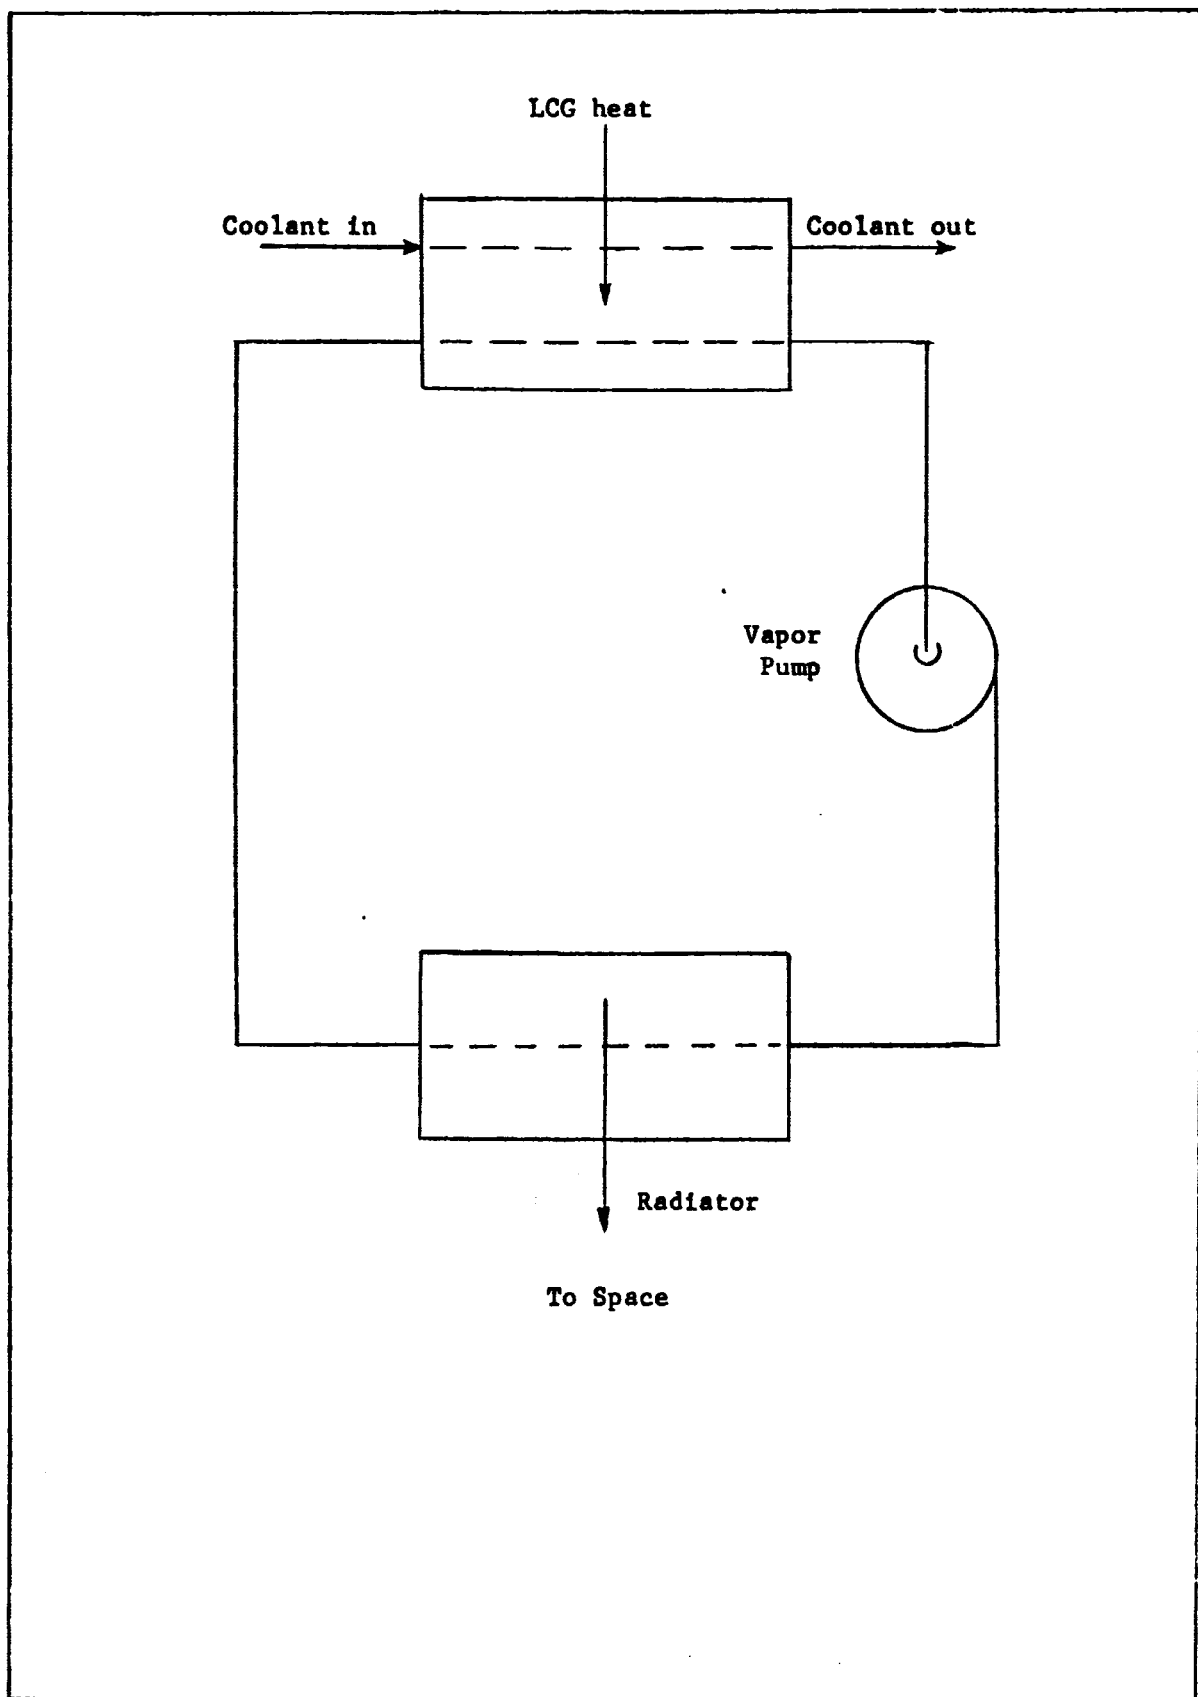 LCG heat
Coolant in
Coolant out
Vapor
Pump
Radiator
To Space